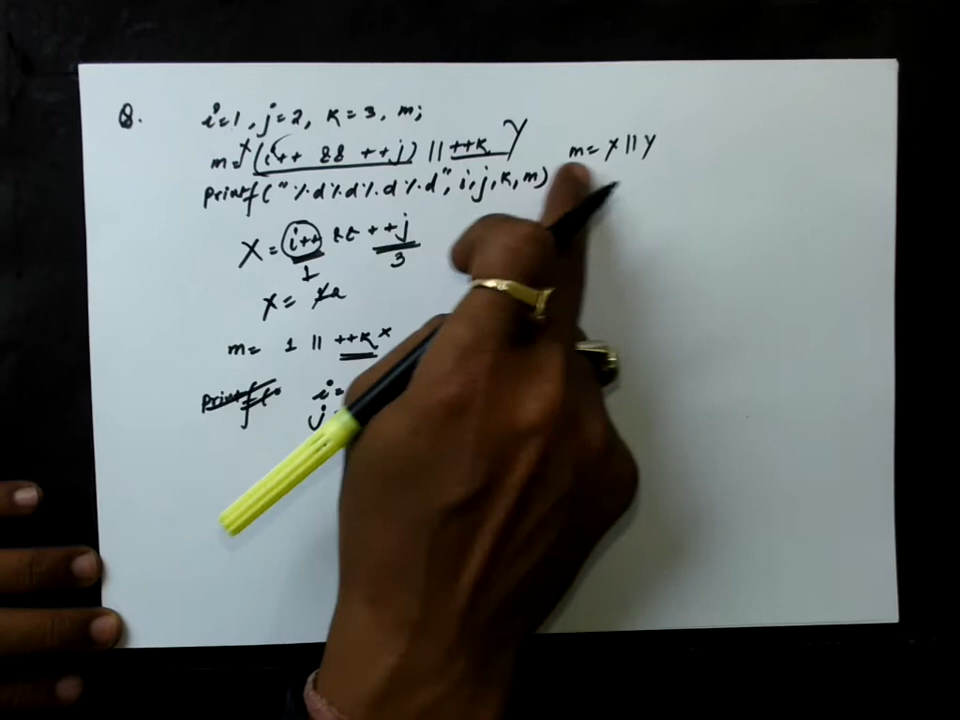 Q. i=1, j=2, k=3, m;
m= x (i++ && ++j) || ++k y
m= x || y
printf("%d%d%d%d", i,j,k,m)
X = i++ && ++j
1 3
X =
m= 1 || ++k x
printf(" i=
j=